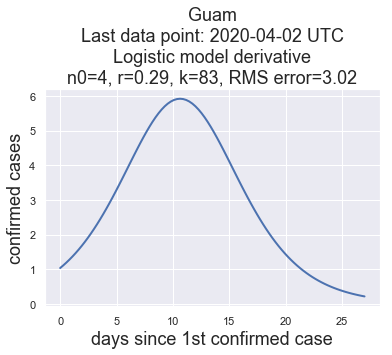 Guam
Last data point: 2020-04-02 UTC
Logistic model derivative
n0=4, r=0.29, k=83, RMS error=3.02
6
5
4
3
2
1
0
confirmed cases
0 5 10 15 20 25
days since 1st confirmed case